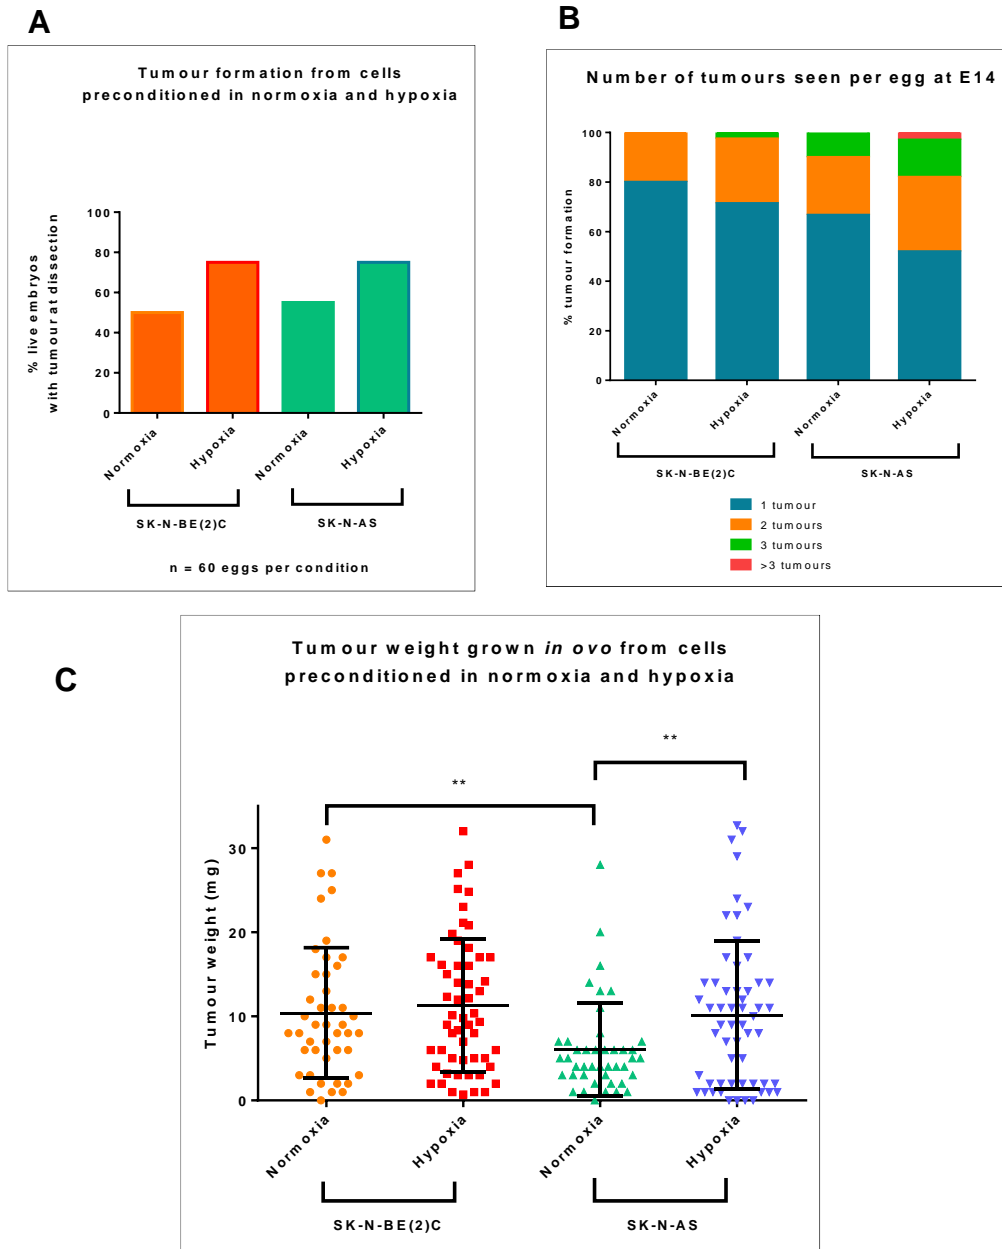 A
Tumour formation from cells
preconditioned in normoxia and hypoxia
% live embryos
with tumour at dissection
100
80
60
40
20
0
Normoxia
Hypoxia
Normoxia
Hypoxia
SK-N-BE(2)C
SK-N-AS
n = 60 eggs per condition
B
Number of tumours seen per egg at E14
% tumour formation
100
80
60
40
20
0
Normoxia
Hypoxia
Normoxia
Hypoxia
SK-N-BE(2)C
SK-N-AS
1 tumour
2 tumours
3 tumours
>3 tumours
C
Tumour weight grown in ovo from cells
preconditioned in normoxia and hypoxia
**
**
Tumour weight (mg)
30
20
10
0
Normoxia
Hypoxia
Normoxia
Hypoxia
SK-N-BE(2)C
SK-N-AS